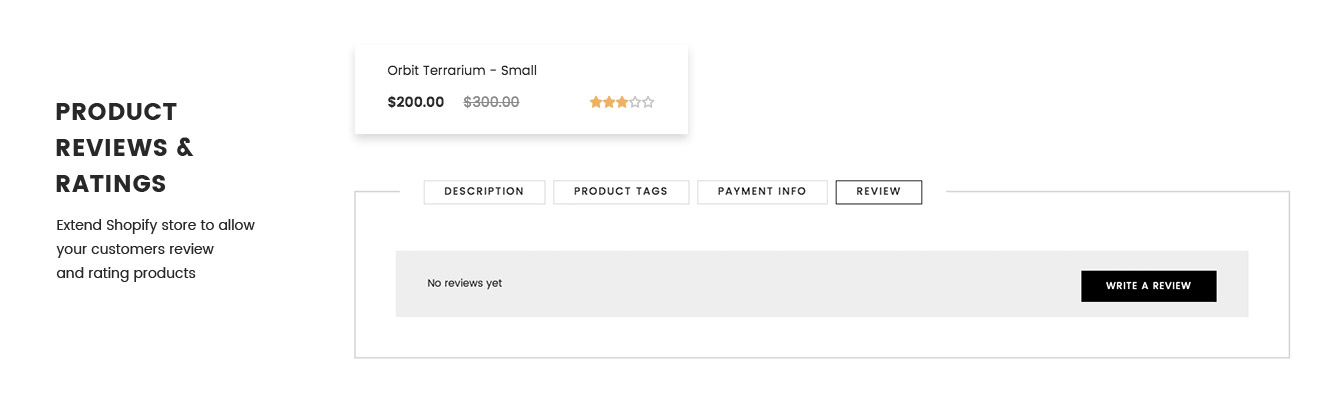 PRODUCT
REVIEWS &
RATINGS
Extend Shopify store to allow
your customers review
and rating products
Orbit Terrarium - Small
$200.00 $300.00
DESCRIPTION PRODUCT TAGS PAYMENT INFO REVIEW
No reviews yet WRITE A REVIEW